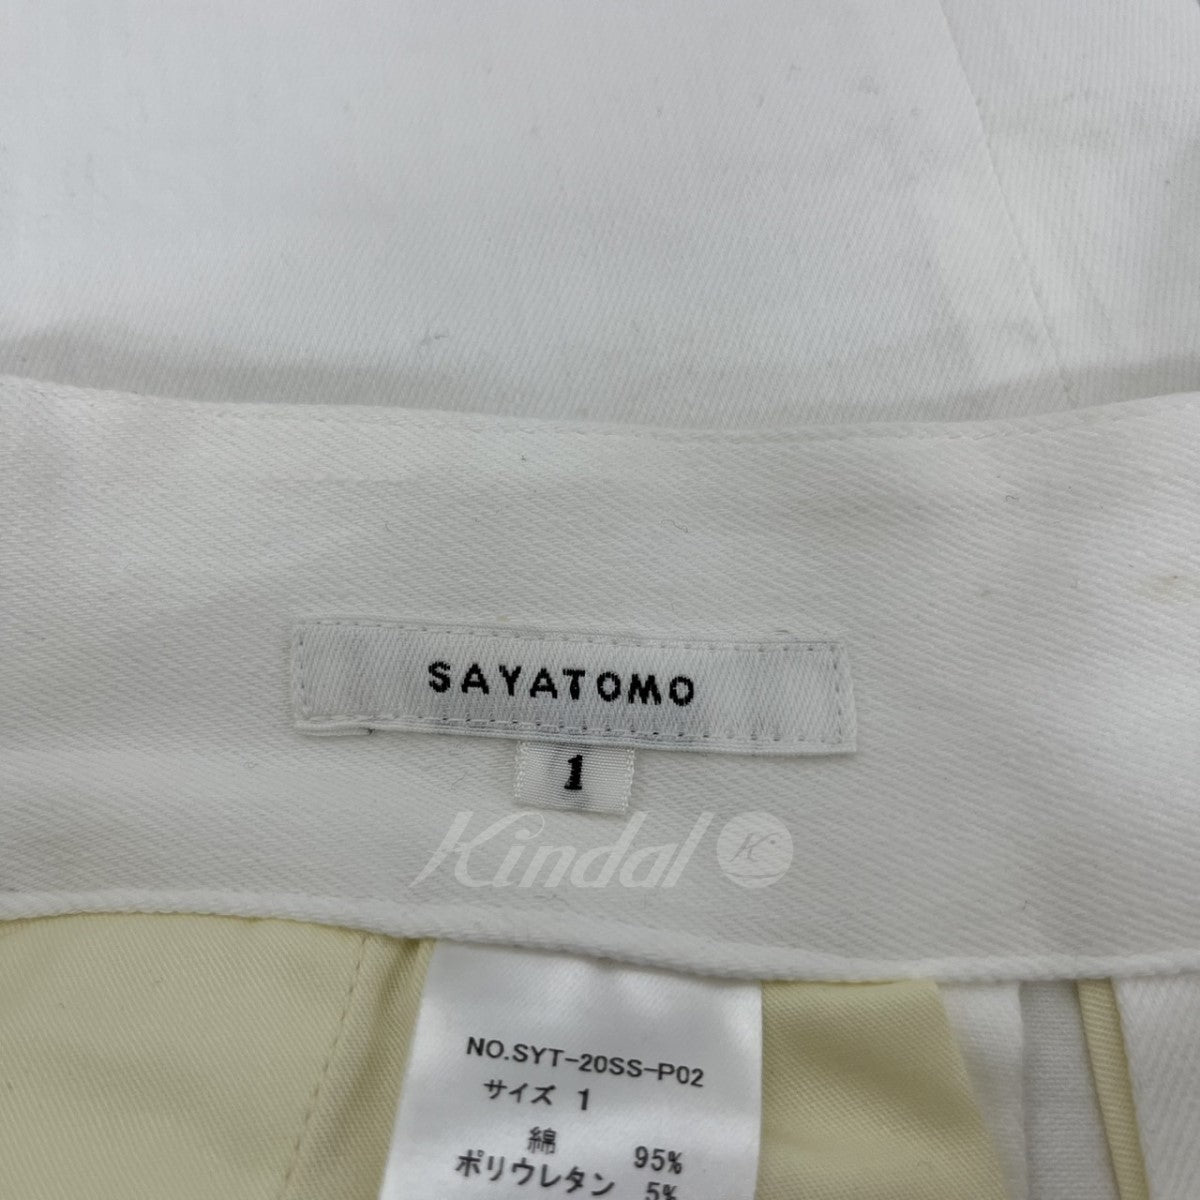 SAYATOMO
1
Kindal K
NO.SYT-20SS-P02
サイズ 1
綿 95%
ポリウレタン 5%